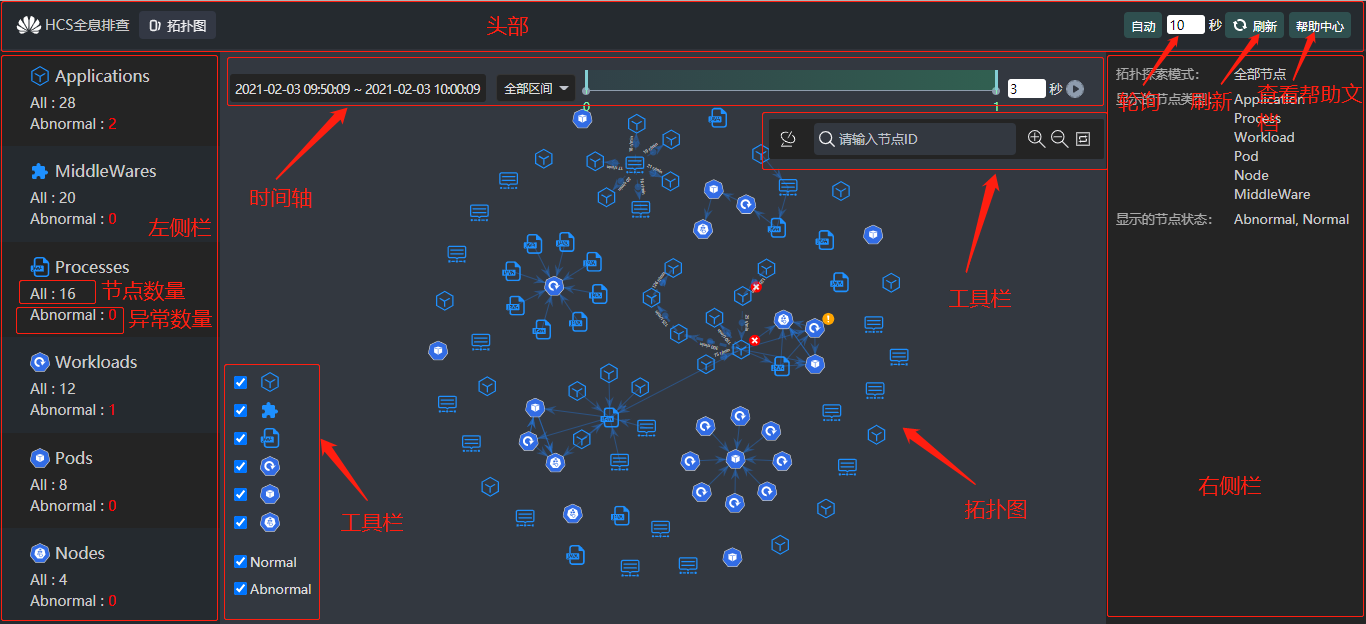 HCS全息排查
拓扑图
头部
自动
10
秒
刷新
帮助中心
Applications
All : 28
Abnormal : 2
MiddleWares
All : 20
Abnormal : 0
左侧栏
Processes
All : 16
节点数量
Abnormal : 0
异常数量
Workloads
All : 12
Abnormal : 1
Pods
All : 8
Abnormal : 0
Nodes
All : 4
Abnormal : 0
2021-02-03 09:50:09 ~ 2021-02-03 10:00:09
全部区间
0
1
3
秒
时间轴
请输入节点ID
工具栏
Normal
Abnormal
工具栏
拓扑图
拓扑探索模式:
全部节点
显示的节点类型:
Application
Process
Workload
Pod
Node
MiddleWare
显示的节点状态:
Abnormal, Normal
轮询
刷新
查看帮助文
档
右侧栏